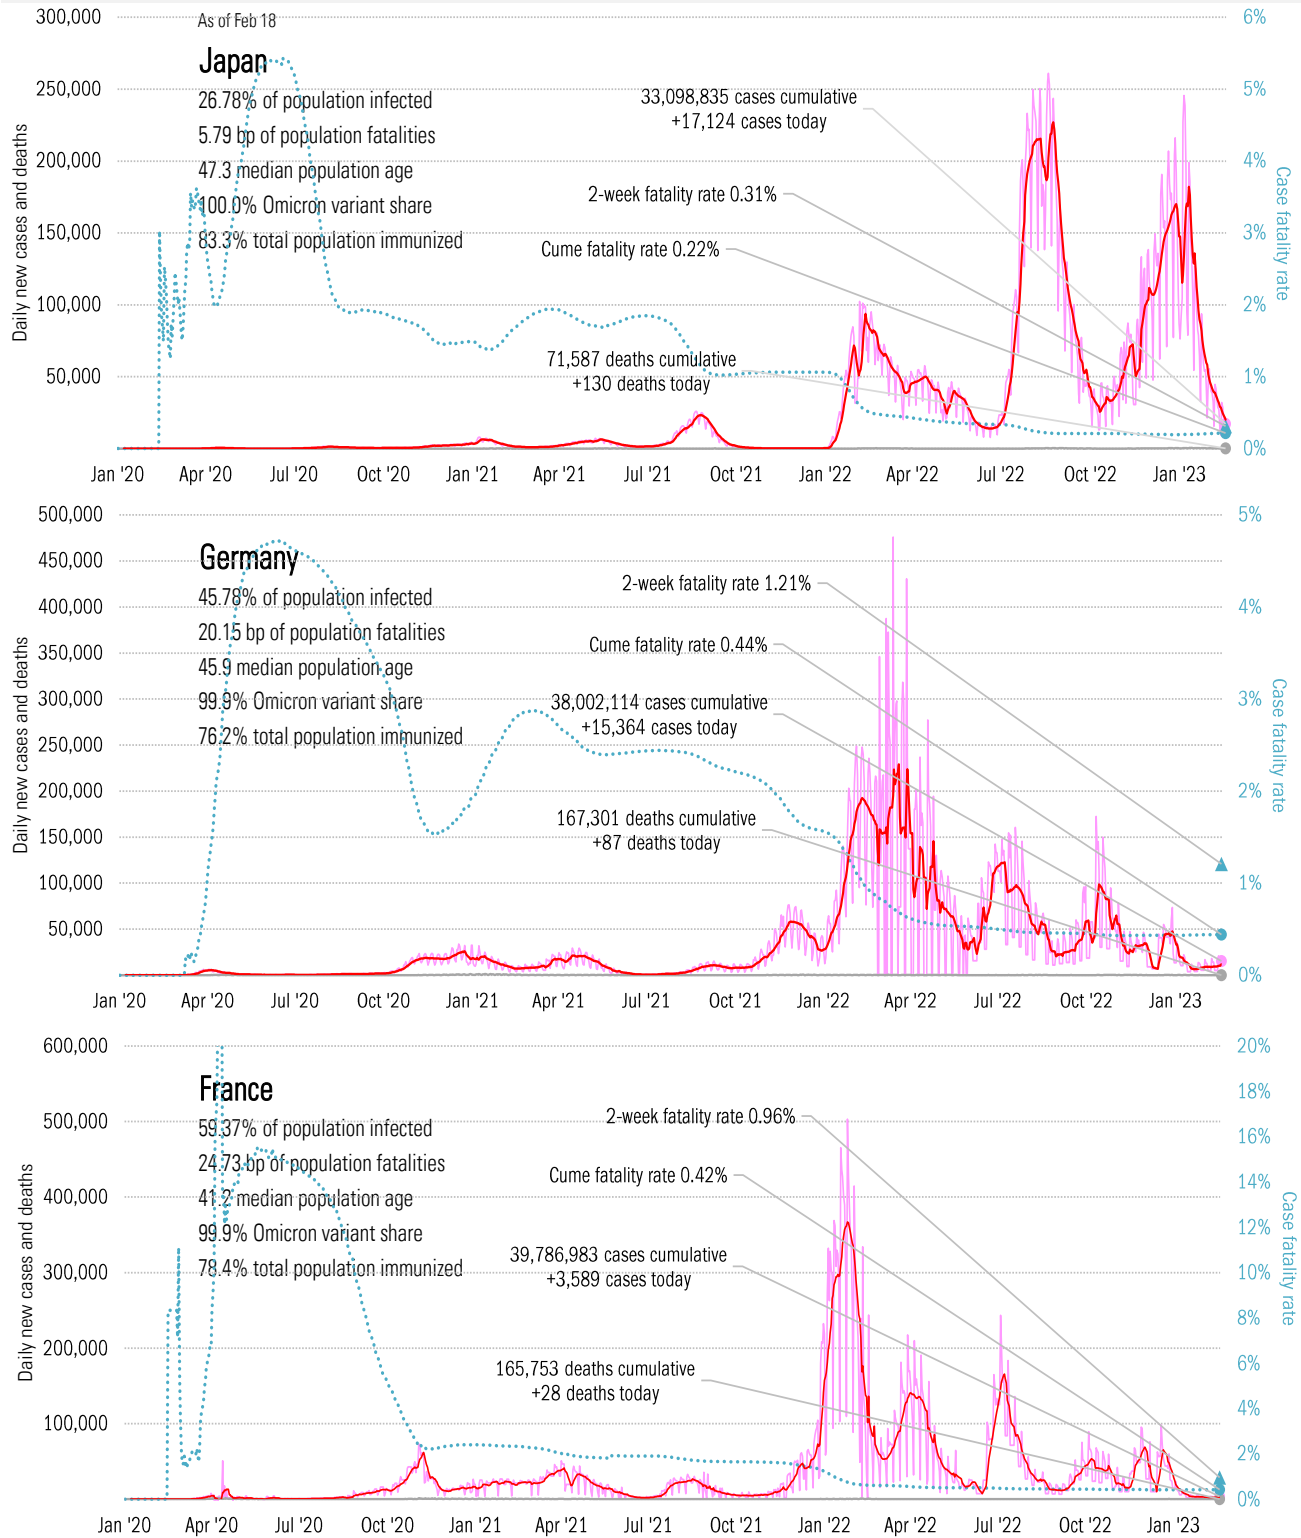 300,000
As of Feb 18
6%
Japan
26.78% of population infected
5.79 bp of population fatalities
47.3 median population age
100.0% Omicron variant share
83.3% total population immunized
250,000
200,000
150,000
100,000
50,000
Daily new cases and deaths
33,098,835 cases cumulative
+17,124 cases today
2-week fatality rate 0.31%
Cume fatality rate 0.22%
71,587 deaths cumulative
+130 deaths today
5%
4%
3%
2%
1%
0%
Case fatality rate
Jan '20 Apr '20 Jul '20 Oct '20 Jan '21 Apr '21 Jul '21 Oct '21 Jan '22 Apr '22 Jul '22 Oct '22 Jan '23
500,000
5%
Germany
45.78% of population infected
20.15 bp of population fatalities
45.9 median population age
99.9% Omicron variant share
76.2% total population immunized
450,000
400,000
350,000
300,000
250,000
200,000
150,000
100,000
50,000
Daily new cases and deaths
2-week fatality rate 1.21%
Cume fatality rate 0.44%
38,002,114 cases cumulative
+15,364 cases today
167,301 deaths cumulative
+87 deaths today
4%
3%
2%
1%
0%
Case fatality rate
Jan '20 Apr '20 Jul '20 Oct '20 Jan '21 Apr '21 Jul '21 Oct '21 Jan '22 Apr '22 Jul '22 Oct '22 Jan '23
600,000
20%
France
59.37% of population infected
24.73 bp of population fatalities
41.2 median population age
99.9% Omicron variant share
78.4% total population immunized
500,000
400,000
300,000
200,000
100,000
Daily new cases and deaths
2-week fatality rate 0.96%
Cume fatality rate 0.42%
39,786,983 cases cumulative
+3,589 cases today
165,753 deaths cumulative
+28 deaths today
18%
16%
14%
12%
10%
8%
6%
4%
2%
0%
Case fatality rate
Jan '20 Apr '20 Jul '20 Oct '20 Jan '21 Apr '21 Jul '21 Oct '21 Jan '22 Apr '22 Jul '22 Oct '22 Jan '23